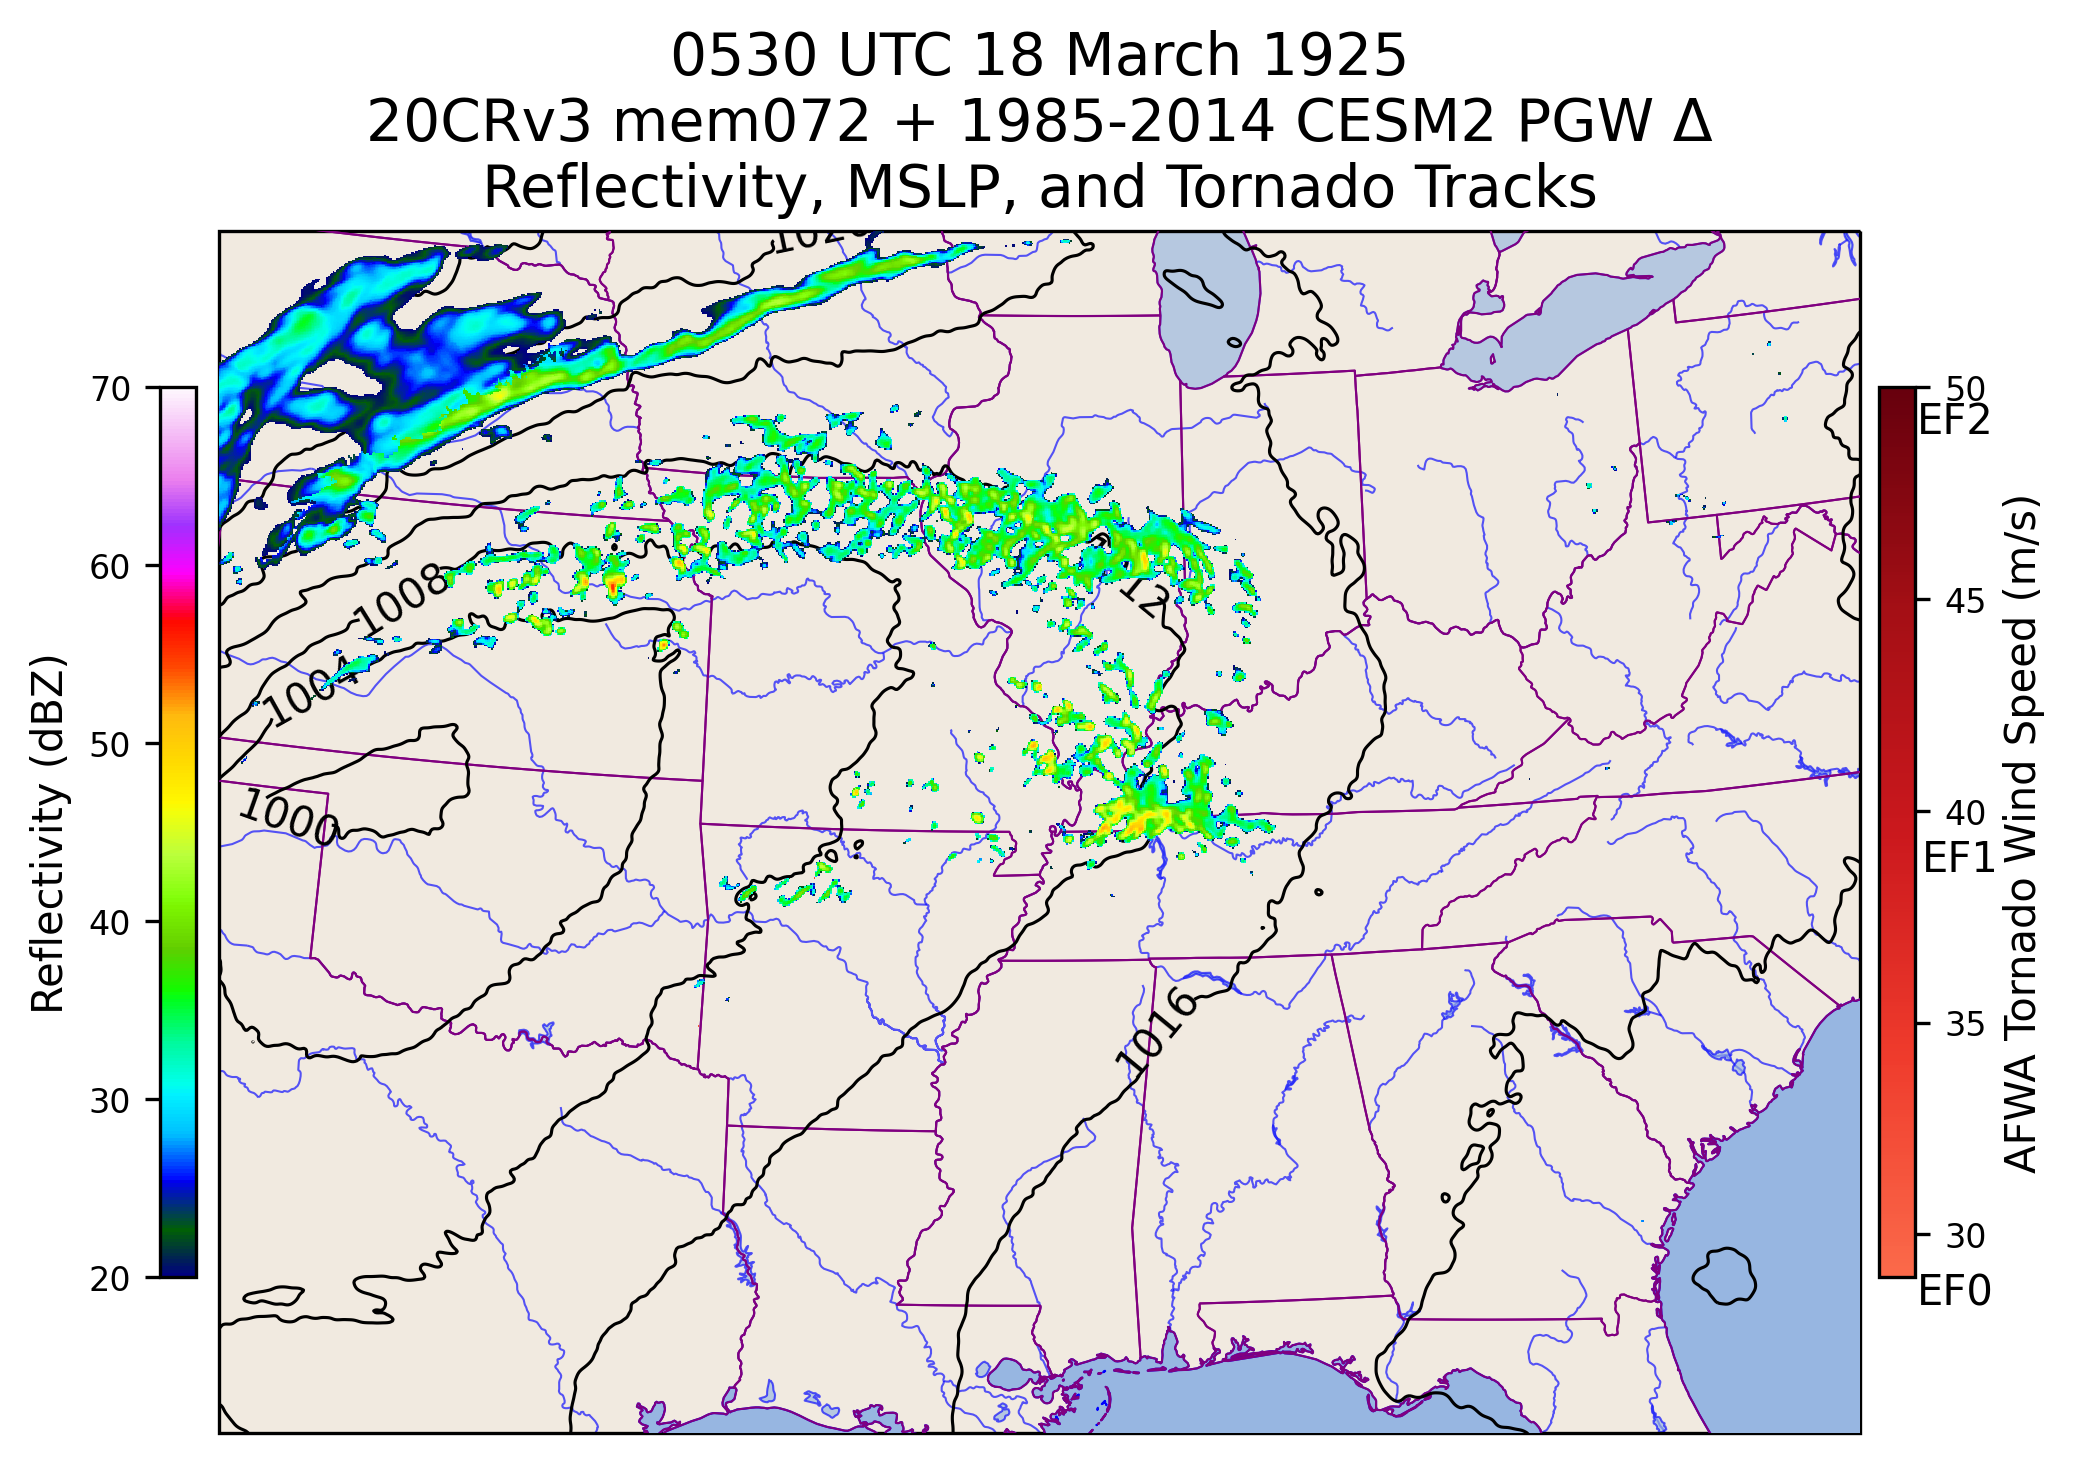 0530 UTC 18 March 1925
20CRv3 mem072 + 1985-2014 CESM2 PGW Δ
Reflectivity, MSLP, and Tornado Tracks
70
60
50
40
30
20
Reflectivity (dBZ)
1008
1004
1000
12
1016
50
EF2
45
40
EF1
35
30
EF0
AFWA Tornado Wind Speed (m/s)